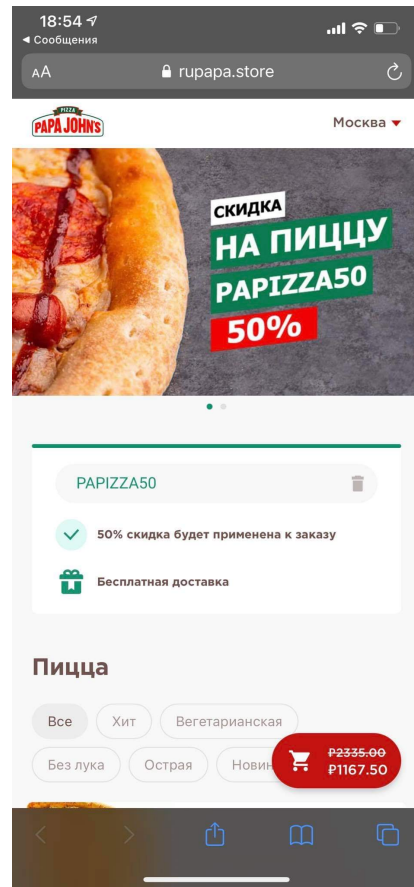 18:54
◀ Сообщения
AA
rupapa.store
PIZZA
PAPA JOHN'S
Москва
СКИДКА
НА ПИЦЦУ
PAPIZZA50
50%
PAPIZZA50
50% скидка будет применена к заказу
Бесплатная доставка
Пицца
Все
Хит
Вегетарианская
Без лука
Острая
Новин
₽2335.00
₽1167.50